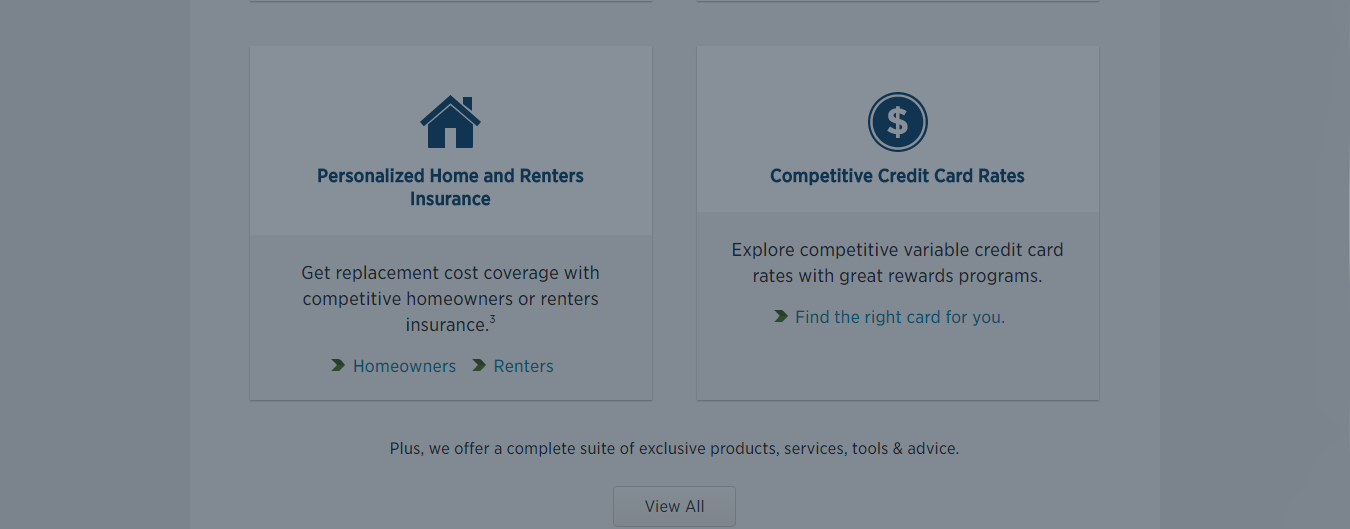 Personalized Home and Renters
Insurance
Get replacement cost coverage with
competitive homeowners or renters
insurance.3
Homeowners Renters
$
Competitive Credit Card Rates
Explore competitive variable credit card
rates with great rewards programs.
Find the right card for you.
Plus, we offer a complete suite of exclusive products, services, tools & advice.
View All